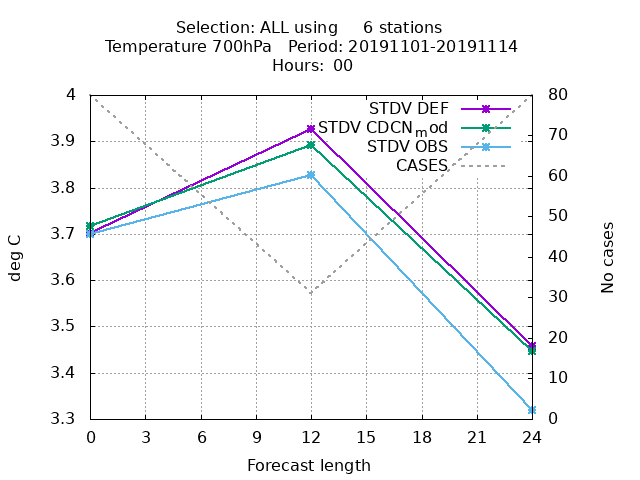 Selection: ALL using     6 stations
Temperature 700hPa   Period: 20191101-20191114
Hours:  00
4
3.9
3.8
3.7
3.6
3.5
3.4
3.3
deg C
80
70
60
50
40
30
20
10
0
No cases
STDV DEF
STDV CDCN_mod
STDV OBS
CASES
0 3 6 9 12 15 18 21 24
Forecast length